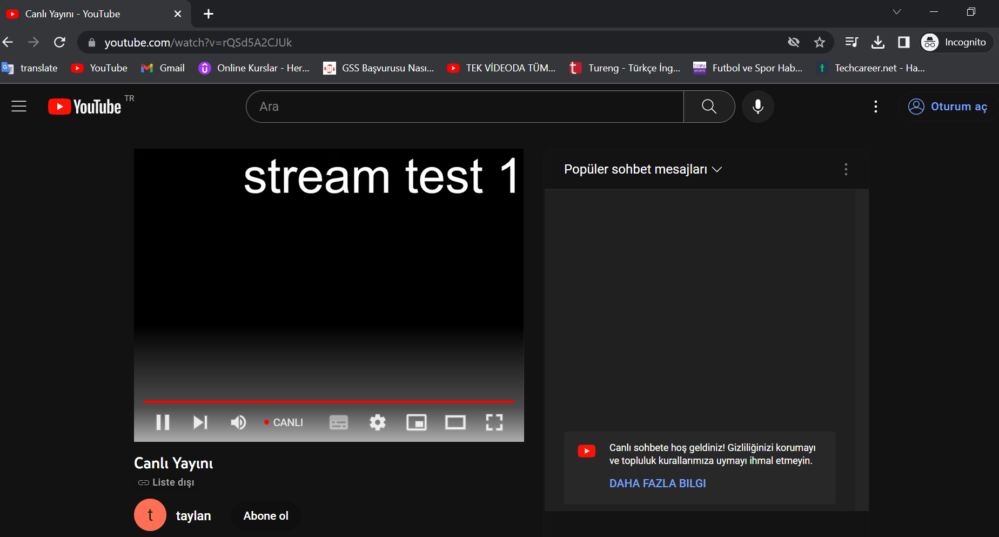 Canlı Yayını - YouTube
youtube.com/watch?v=rQSd5A2CJUk
Incognito
translate YouTube Gmail Online Kurslar - Her... GSS Başvurusu Nası... TEK VİDEODA TÜM... Tureng - Türkçe İng... Futbol ve Spor Hab... Techcareer.net - Ha...
YouTube TR
Ara
Oturum aç
stream test 1
CANLI
Canlı Yayını
Liste dışı
t
taylan
Abone ol
Popüler sohbet mesajları
Canlı sohbete hoş geldiniz! Gizliliğinizi korumayı
ve topluluk kurallarımıza uymayı ihmal etmeyin.
DAHA FAZLA BILGI